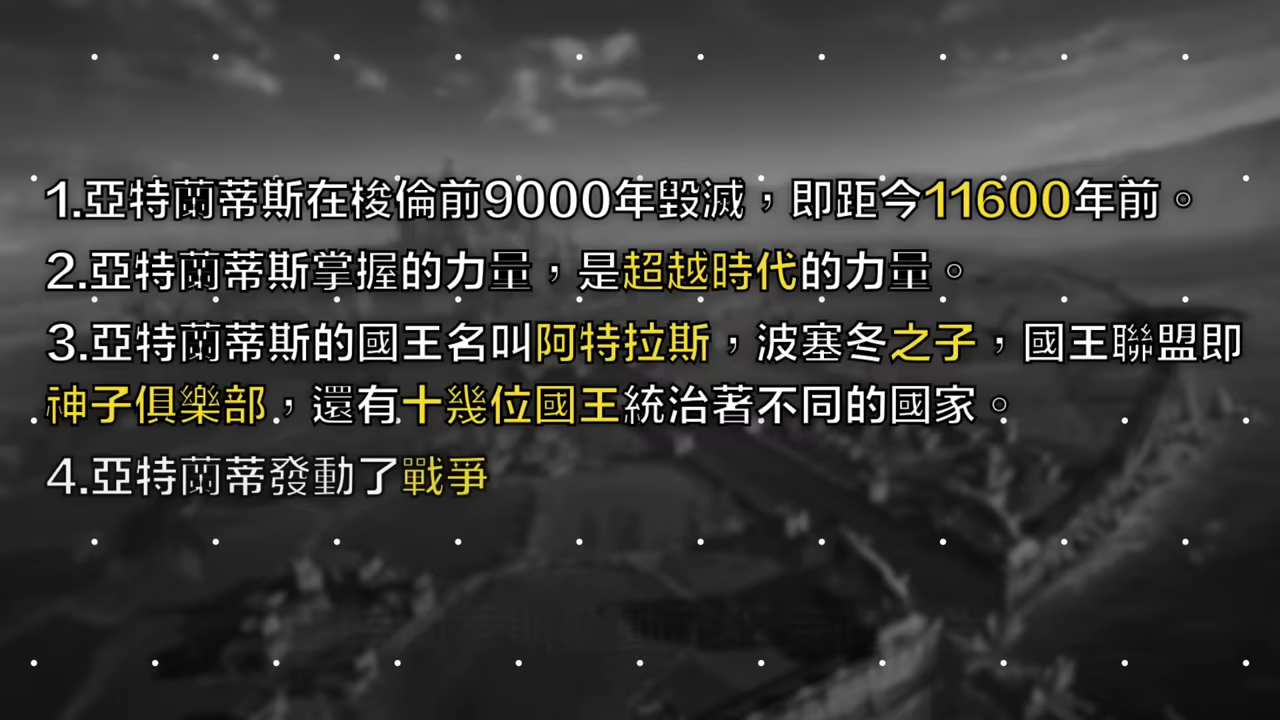 1.亞特蘭蒂斯在梭倫前9000年毀滅，即距今11600年前。
2.亞特蘭蒂斯掌握的力量，是超越時代的力量。
3.亞特蘭蒂斯的國王名叫阿特拉斯，波塞冬之子，國王聯盟即
神子俱樂部，還有十幾位國王統治著不同的國家。
4.亞特蘭蒂發動了戰爭